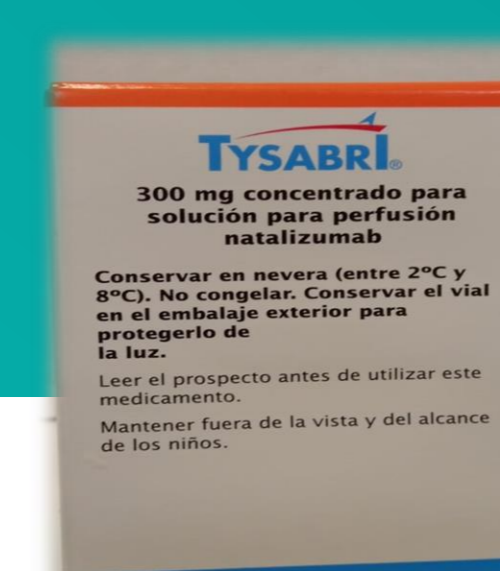 TYSABRI®
300 mg concentrado para
solución para perfusión
natalizumab
Conservar en nevera (entre 2ºC y
8ºC). No congelar. Conservar el vial
en el embalaje exterior para
protegerlo de
la luz.
Leer el prospecto antes de utilizar este
medicamento.
Mantener fuera de la vista y del alcance
de los niños.